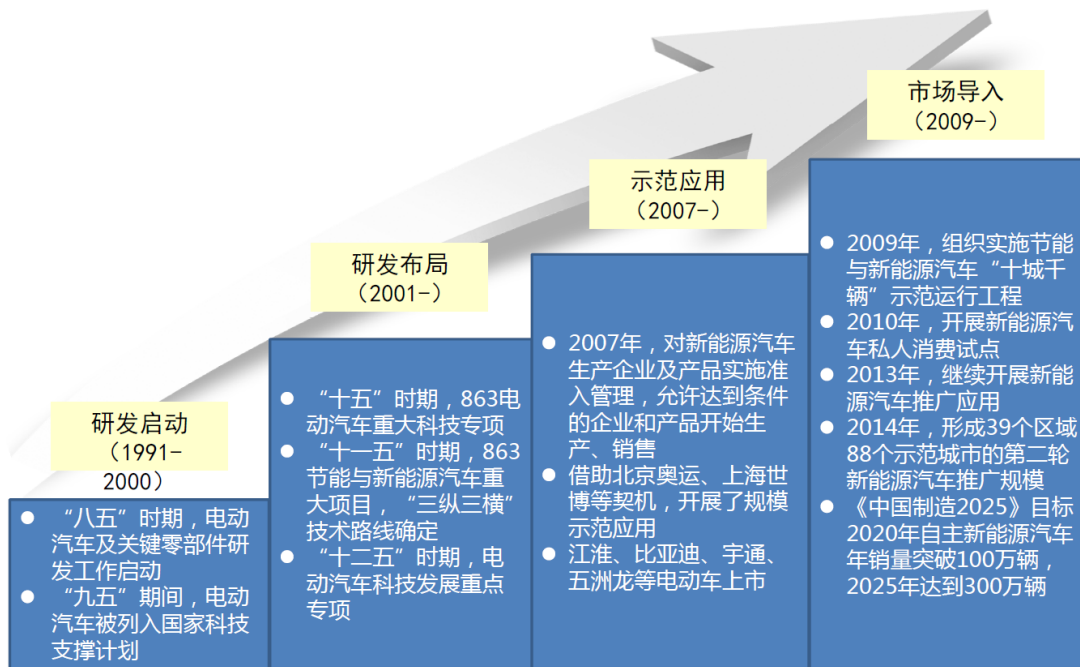 研发启动
（1991-
2000）
“八五”时期，电动
汽车及关键零部件研
发工作启动
“九五”期间，电动
汽车被列入国家科技
支撑计划
研发布局
（2001-）
“十五”时期，863电
动汽车重大科技专项
“十一五”时期，863
节能与新能源汽车重
大项目，“三纵三横”
技术路线确定
“十二五”时期，电
动汽车科技发展重点
专项
示范应用
（2007-）
2007年，对新能源汽车
生产企业及产品实施准
入管理，允许达到条件
的企业和产品开始生
产、销售
借助北京奥运、上海世
博等契机，开展了规模
示范应用
江淮、比亚迪、宇通、
五洲龙等电动车上市
市场导入
（2009-）
2009年，组织实施节能
与新能源汽车“十城千
辆”示范运行工程
2010年，开展新能源汽
车私人消费试点
2013年，继续开展新能
源汽车推广应用
2014年，形成39个区域
88个示范城市的第二轮
新能源汽车推广规模
《中国制造2025》目标
2020年自主新能源汽车
年销量突破100万辆，
2025年达到300万辆